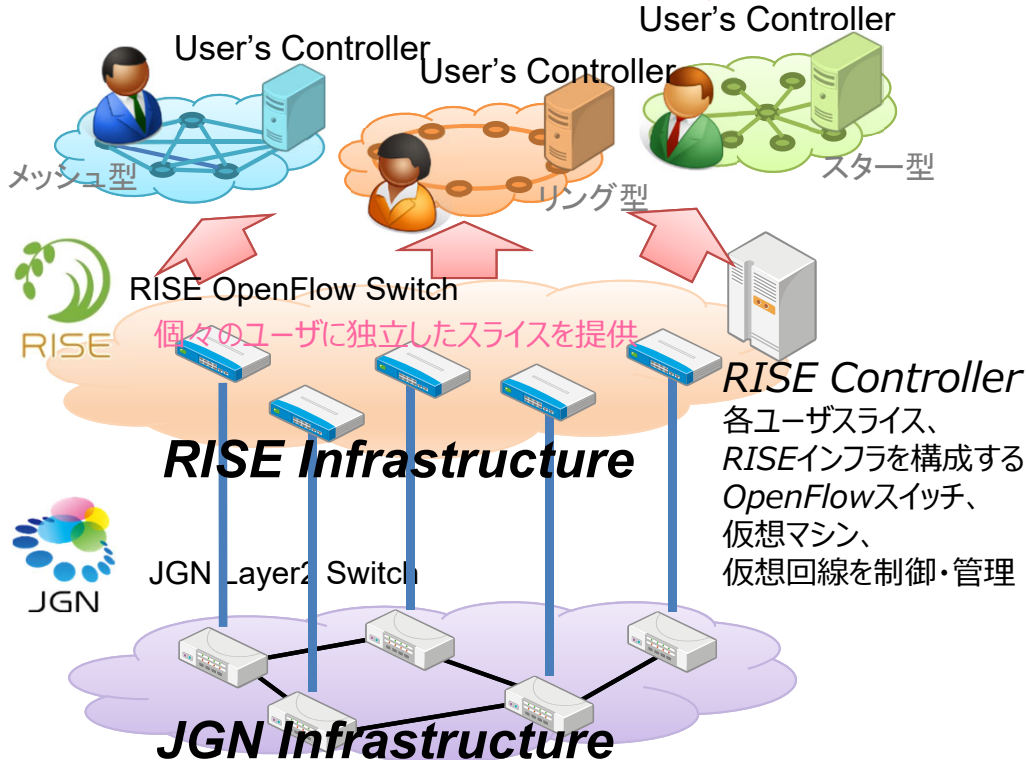 User's Controller
User's Controller
User's Controller
メッシュ型
リング型
スター型
RISE
RISE OpenFlow Switch
個々のユーザに独立したスライスを提供
RISE Infrastructure
RISE Controller
各ユーザスライス、
RISEインフラを構成する
OpenFlowスイッチ、
仮想マシン、
仮想回線を制御・管理
JGN
JGN Layer2 Switch
JGN Infrastructure